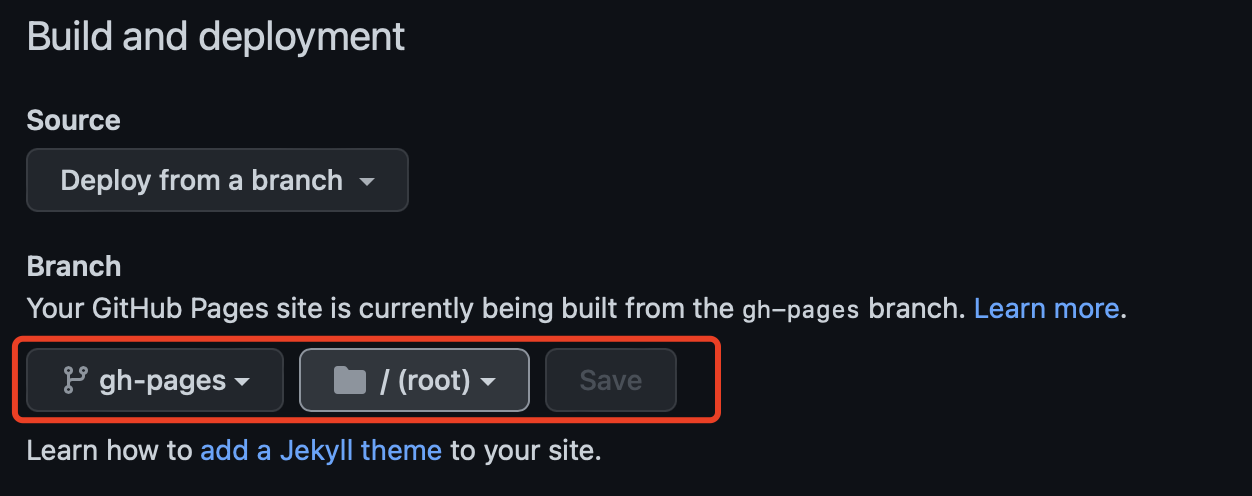 Build and deployment
Source
Deploy from a branch
Branch
Your GitHub Pages site is currently being built from the gh-pages branch. Learn more.
gh-pages / (root) Save
Learn how to add a Jekyll theme to your site.